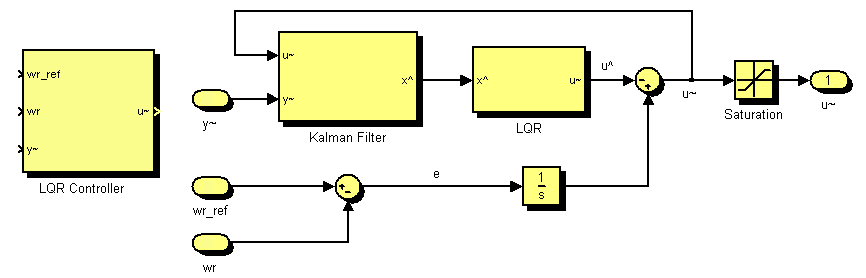 wr_ref
wr
y~
u~
LQR Controller
u~
y~
x^
Kalman Filter
y~
x^
u~
LQR
u^
- +
u~
Saturation
1
u~
wr_ref
+ -
e
1
s
wr